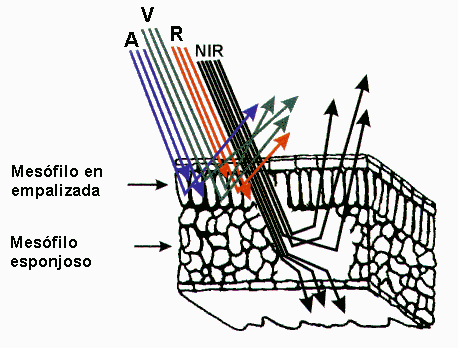 V
A
R
NIR
Mesófilo en
empalizada
Mesófilo
esponjoso